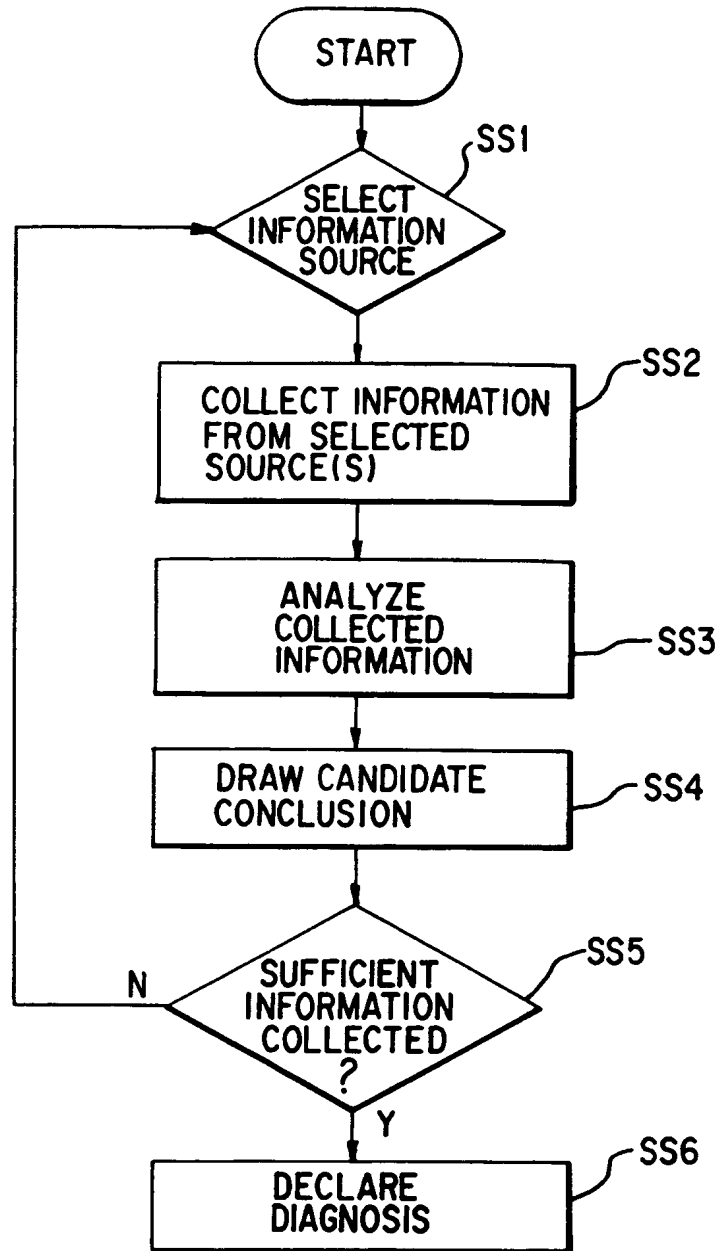 START
SS1
SELECT
INFORMATION
SOURCE
SS2
COLLECT INFORMATION
FROM SELECTED
SOURCE(S)
ANALYZE
COLLECTED
INFORMATION
SS3
DRAW CANDIDATE
CONCLUSION
SS4
SS5
N
SUFFICIENT
INFORMATION
COLLECTED
?
Y
SS6
DECLARE
DIAGNOSIS